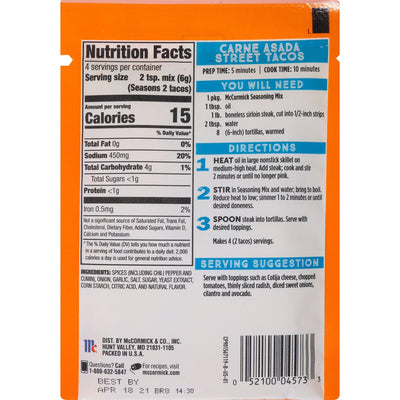 Nutrition Facts
4 servings per container
Serving size 2 tsp. mix (6g)
(Seasons 2 tacos)
Amount per serving
Calories 15
% Daily Value*
Total Fat 0g 0%
Sodium 450mg 20%
Total Carbohydrate 4g 1%
Total Sugars <1g
Protein <1g
Iron 0.5mg 2%
Not a significant source of Saturated Fat, Trans Fat,
Cholesterol, Dietary Fiber, Added Sugars, Vitamin D,
Calcium and Potassium.
* The % Daily Value (DV) tells you how much a nutrient
in a serving of food contributes to a daily diet. 2,000
calories a day is used for general nutrition advice.
INGREDIENTS: SPICES (INCLUDING CHILI PEPPER AND
CUMIN), ONION, GARLIC, SALT, SUGAR, YEAST EXTRACT,
CORN STARCH, CITRIC ACID, AND NATURAL FLAVOR.
Mc
DIST. BY McCORMICK & CO., INC.
HUNT VALLEY, MD 21031-1105
PACKED IN U.S.A.
Questions? Call
1-800-632-5847
For recipes, visit
mccormick.com
BEST BY
APR 18 21 BR8 14:30
CARNE ASADA
STREET TACOS
PREP TIME: 5 minutes | COOK TIME: 10 minutes
YOU WILL NEED
1 pkg. McCormick Seasoning Mix
1 tbsp. oil
1 lb. boneless sirloin steak, cut into 1/2-inch strips
2 tbsp. water
8 (6-inch) tortillas, warmed
DIRECTIONS
1 HEAT oil in large nonstick skillet on
medium-high heat. Add steak; cook and stir
2 minutes or until no longer pink.
2 STIR in Seasoning Mix and water; bring to boil.
Reduce heat to low; simmer 1 to 2 minutes or until
desired doneness.
3 SPOON steak into tortillas. Serve with
desired toppings.
Makes 4 (2 tacos) servings.
SERVING SUGGESTION
Serve with toppings such as Cotija cheese, chopped
tomatoes, thinly sliced radish, diced sweet onions,
cilantro and avocado.
0 52100 04573 3